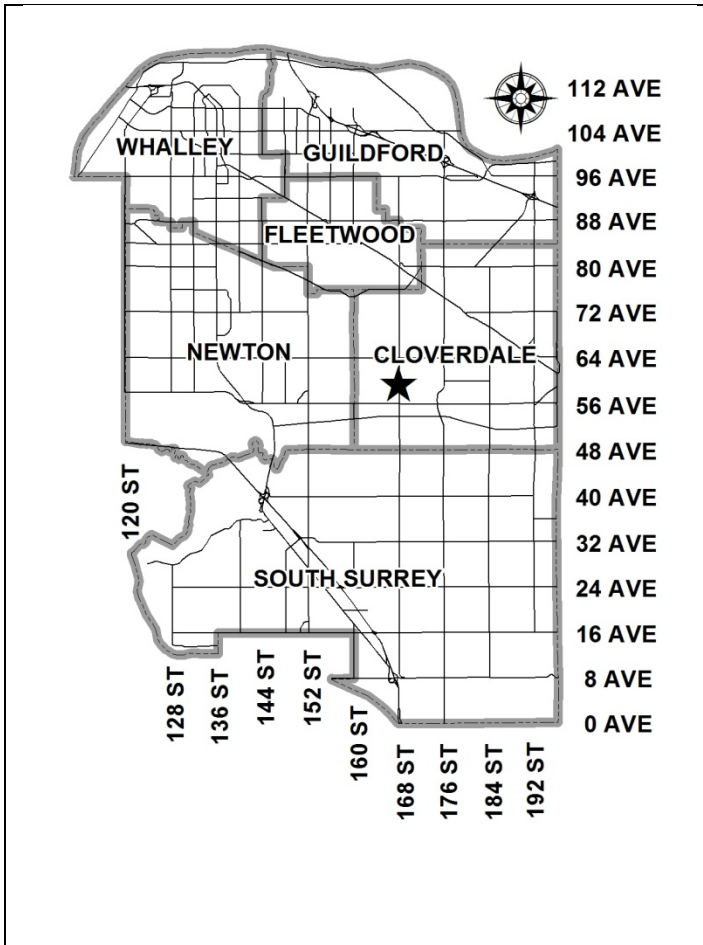 112 AVE
104 AVE
WHALLEY
GUILDFORD
96 AVE
88 AVE
FLEETWOOD
80 AVE
72 AVE
NEWTON
CLOVERDALE
64 AVE
56 AVE
48 AVE
120 ST
40 AVE
32 AVE
SOUTH SURREY
24 AVE
16 AVE
8 AVE
0 AVE
128 ST
136 ST
144 ST
152 ST
160 ST
168 ST
176 ST
184 ST
192 ST